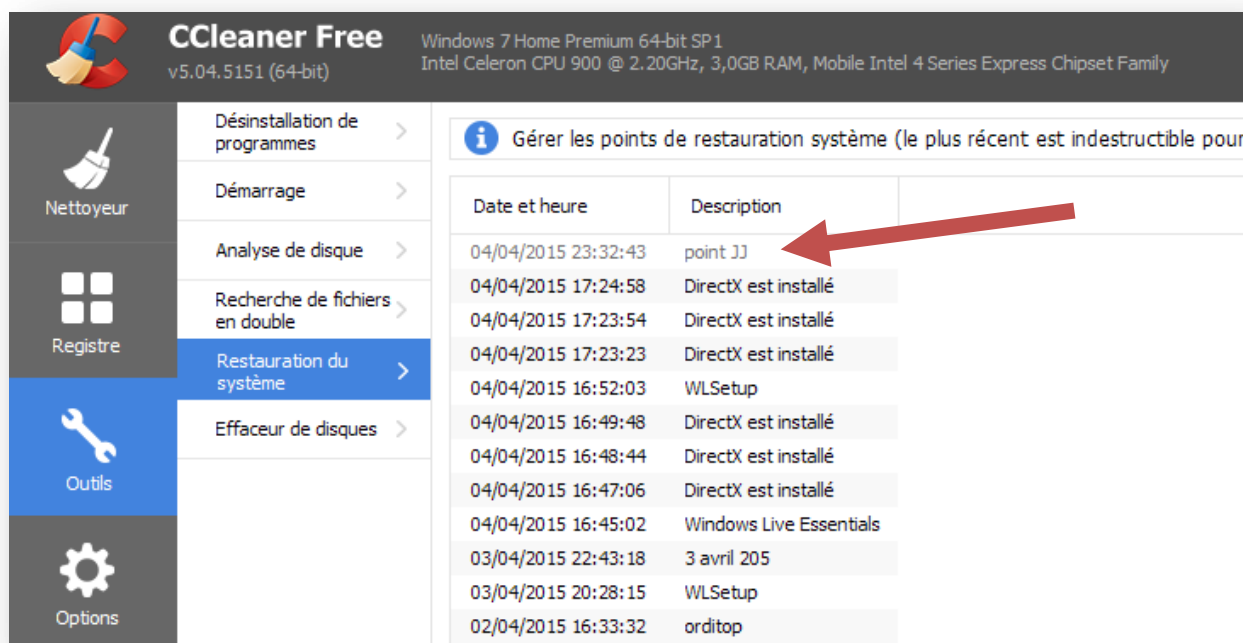 CCleaner Free
v5.04.5151 (64-bit)
Windows 7 Home Premium 64-bit SP1
Intel Celeron CPU 900 @ 2.20GHz, 3,0GB RAM, Mobile Intel 4 Series Express Chipset Family
Nettoyeur
Registre
Outils
Options
Désinstallation de
programmes
Démarrage
Analyse de disque
Recherche de fichiers
en double
Restauration du
système
Effaceur de disques
Gérer les points de restauration système (le plus récent est indestructible pour
Date et heure Description
04/04/2015 23:32:43 point JJ
04/04/2015 17:24:58 DirectX est installé
04/04/2015 17:23:54 DirectX est installé
04/04/2015 17:23:23 DirectX est installé
04/04/2015 16:52:03 WLSetup
04/04/2015 16:49:48 DirectX est installé
04/04/2015 16:48:44 DirectX est installé
04/04/2015 16:47:06 DirectX est installé
04/04/2015 16:45:02 Windows Live Essentials
03/04/2015 22:43:18 3 avril 205
03/04/2015 20:28:15 WLSetup
02/04/2015 16:33:32 orditop